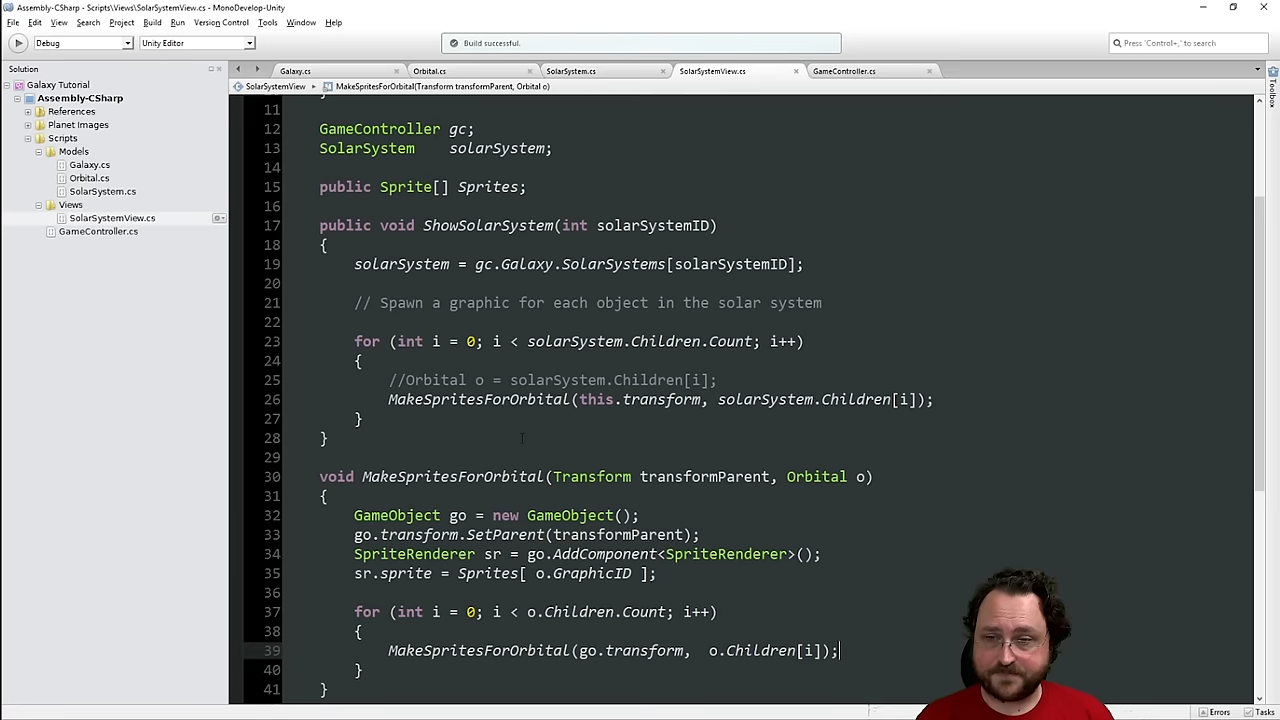 Assembly-CSharp - Scripts\Views\SolarSystemView.cs - MonoDevelop-Unity
File Edit View Search Project Build Run Version Control Tools Window Help
Debug Unity Editor Build successful. Press 'Control+,' to search
Solution
Galaxy.cs Orbital.cs SolarSystem.cs SolarSystemView.cs GameController.cs
SolarSystemView MakeSpritesForOrbital(Transform transformParent, Orbital o)
Toolbox
Galaxy Tutorial
Assembly-CSharp
References
Planet Images
Scripts
Models
Galaxy.cs
Orbital.cs
SolarSystem.cs
Views
SolarSystemView.cs
GameController.cs
11
12 GameController gc;
13 SolarSystem    solarSystem;
14
15 public Sprite[] Sprites;
16
17 public void ShowSolarSystem(int solarSystemID)
18 {
19 solarSystem = gc.Galaxy.SolarSystems[solarSystemID];
20
21 // Spawn a graphic for each object in the solar system
22
23 for (int i = 0; i < solarSystem.Children.Count; i++)
24 {
25 //Orbital o = solarSystem.Children[i];
26 MakeSpritesForOrbital(this.transform, solarSystem.Children[i]);
27 }
28 }
29
30 void MakeSpritesForOrbital(Transform transformParent, Orbital o)
31 {
32 GameObject go = new GameObject();
33 go.transform.SetParent(transformParent);
34 SpriteRenderer sr = go.AddComponent<SpriteRenderer>();
35 sr.sprite = Sprites[ o.GraphicID ];
36
37 for (int i = 0; i < o.Children.Count; i++)
38 {
39 MakeSpritesForOrbital(go.transform,  o.Children[i]);
40 }
41 }
Errors Tasks